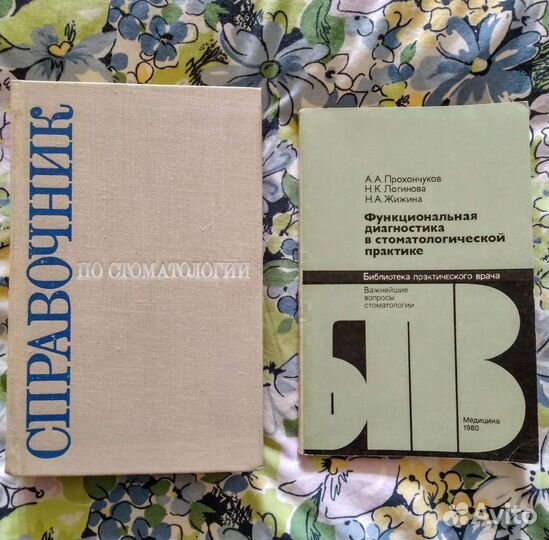 СПРАВОЧНИК
ПО СТОМАТОЛОГИИ
А.А.Прохончуков
Н.К.Логинова
Н.А.Жижина
Функциональная
диагностика
в стоматологической
практике
Библиотека практического врача
Важнейшие
вопросы
стоматологии
БПВ
Медицина
1980
Avito